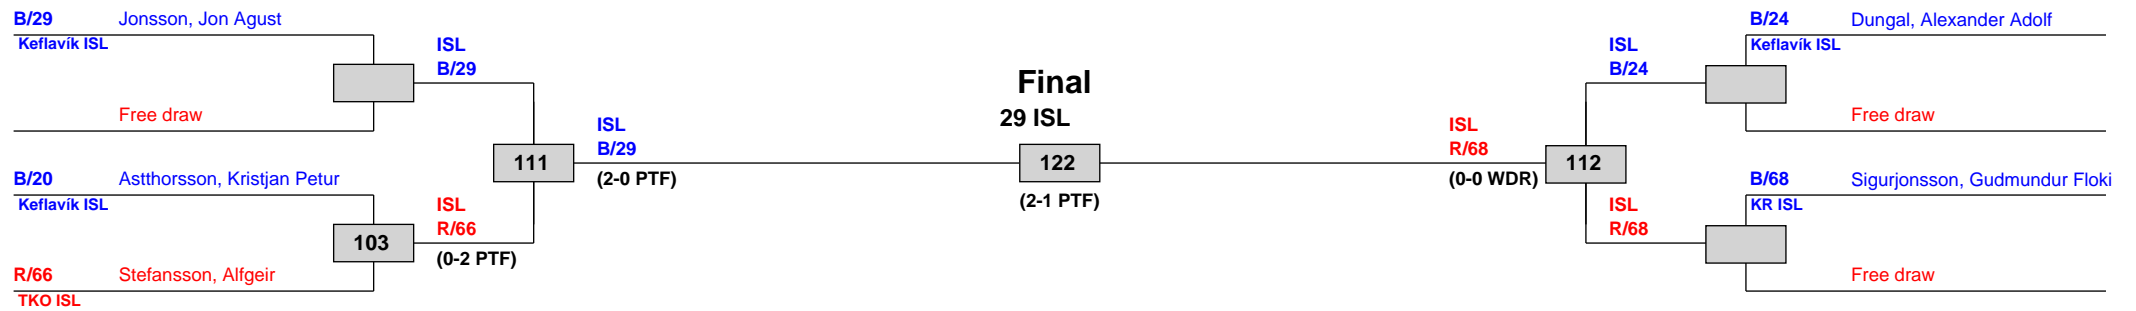 B/29 Jonsson, Jon Agust
Keflavík ISL
Free draw
B/20 Astthorsson, Kristjan Petur
Keflavík ISL
R/66 Stefansson, Alfgeir
TKO ISL
ISL
B/29
103
ISL
R/66
(0-2 PTF)
111
ISL
B/29
(2-0 PTF)
Final
29 ISL
122
(2-1 PTF)
ISL
R/68
(0-0 WDR)
112
ISL
B/24
ISL
R/68
B/24 Dungal, Alexander Adolf
Keflavík ISL
Free draw
B/68 Sigurjonsson, Gudmundur Floki
KR ISL
Free draw